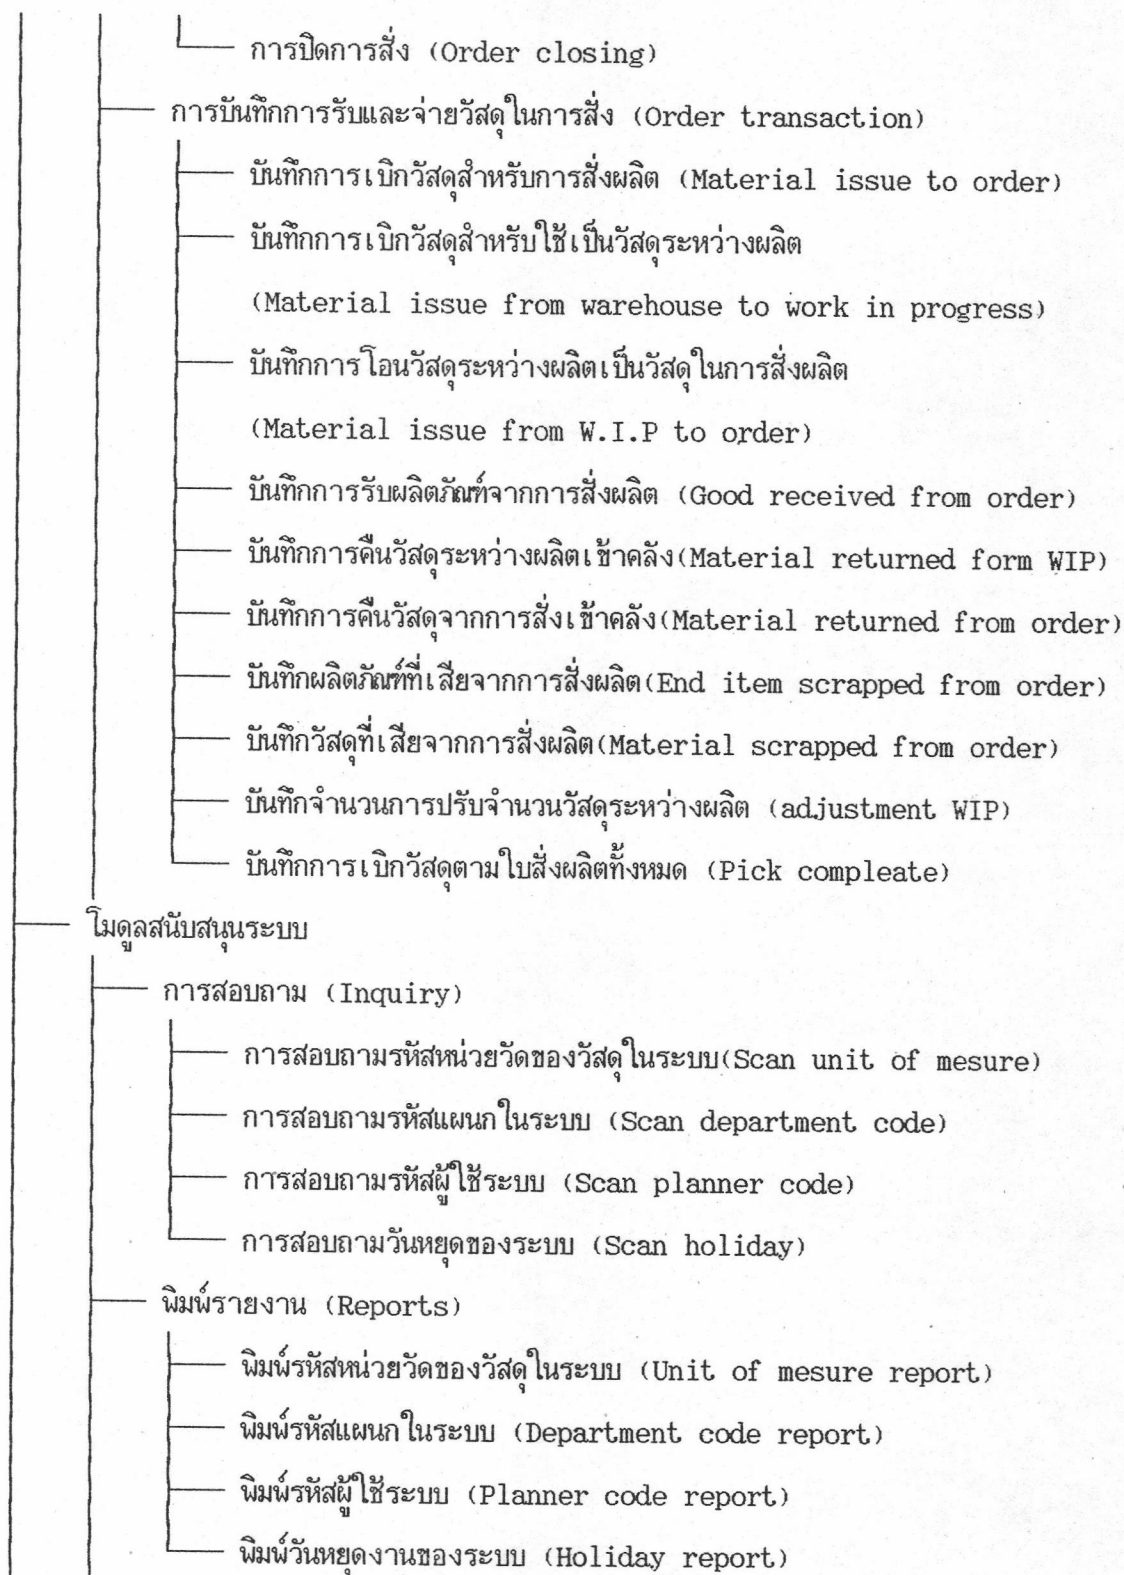 การปิดการสั่ง (Order closing)
การบันทึกการรับและจ่ายวัสดุในการสั่ง (Order transaction)
บันทึกการเบิกวัสดุสำหรับการสั่งผลิต (Material issue to order)
บันทึกการเบิกวัสดุสำหรับใช้เป็นวัสดุระหว่างผลิต
(Material issue from warehouse to work in progress)
บันทึกการโอนวัสดุระหว่างผลิตเป็นวัสดุในการสั่งผลิต
(Material issue from W.I.P to order)
บันทึกการรับผลิตภัณฑ์จากการสั่งผลิต (Good received from order)
บันทึกการคืนวัสดุระหว่างผลิตเข้าคลัง(Material returned form WIP)
บันทึกการคืนวัสดุจากการสั่งเข้าคลัง(Material returned from order)
บันทึกผลิตภัณฑ์ที่เสียจากการสั่งผลิต(End item scrapped from order)
บันทึกวัสดุที่เสียจากการสั่งผลิต(Material scrapped from order)
บันทึกจำนวนการปรับจำนวนวัสดุระหว่างผลิต (adjustment WIP)
บันทึกการเบิกวัสดุตามใบสั่งผลิตทั้งหมด (Pick compleate)
โมดูลสนับสนุนระบบ
การสอบถาม (Inquiry)
การสอบถามรหัสหน่วยวัดของวัสดุในระบบ(Scan unit of mesure)
การสอบถามรหัสแผนกในระบบ (Scan department code)
การสอบถามรหัสผู้ใช้ระบบ (Scan planner code)
การสอบถามวันหยุดของระบบ (Scan holiday)
พิมพ์รายงาน (Reports)
พิมพ์รหัสหน่วยวัดของวัสดุในระบบ (Unit of mesure report)
พิมพ์รหัสแผนกในระบบ (Department code report)
พิมพ์รหัสผู้ใช้ระบบ (Planner code report)
พิมพ์วันหยุดงานของระบบ (Holiday report)